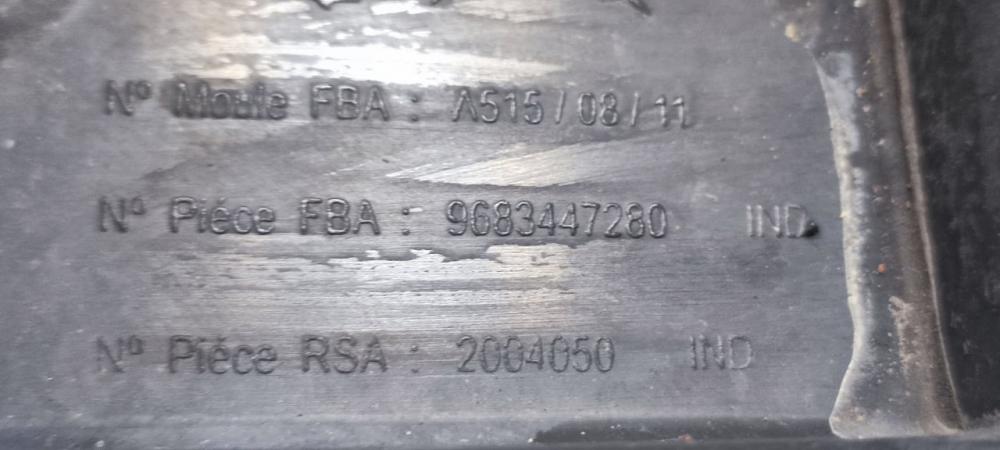 N° Moule FBA : A515/08/11
N° Piéce FBA : 9683447280 IND
N° Piéce RSA : 2004050 IND